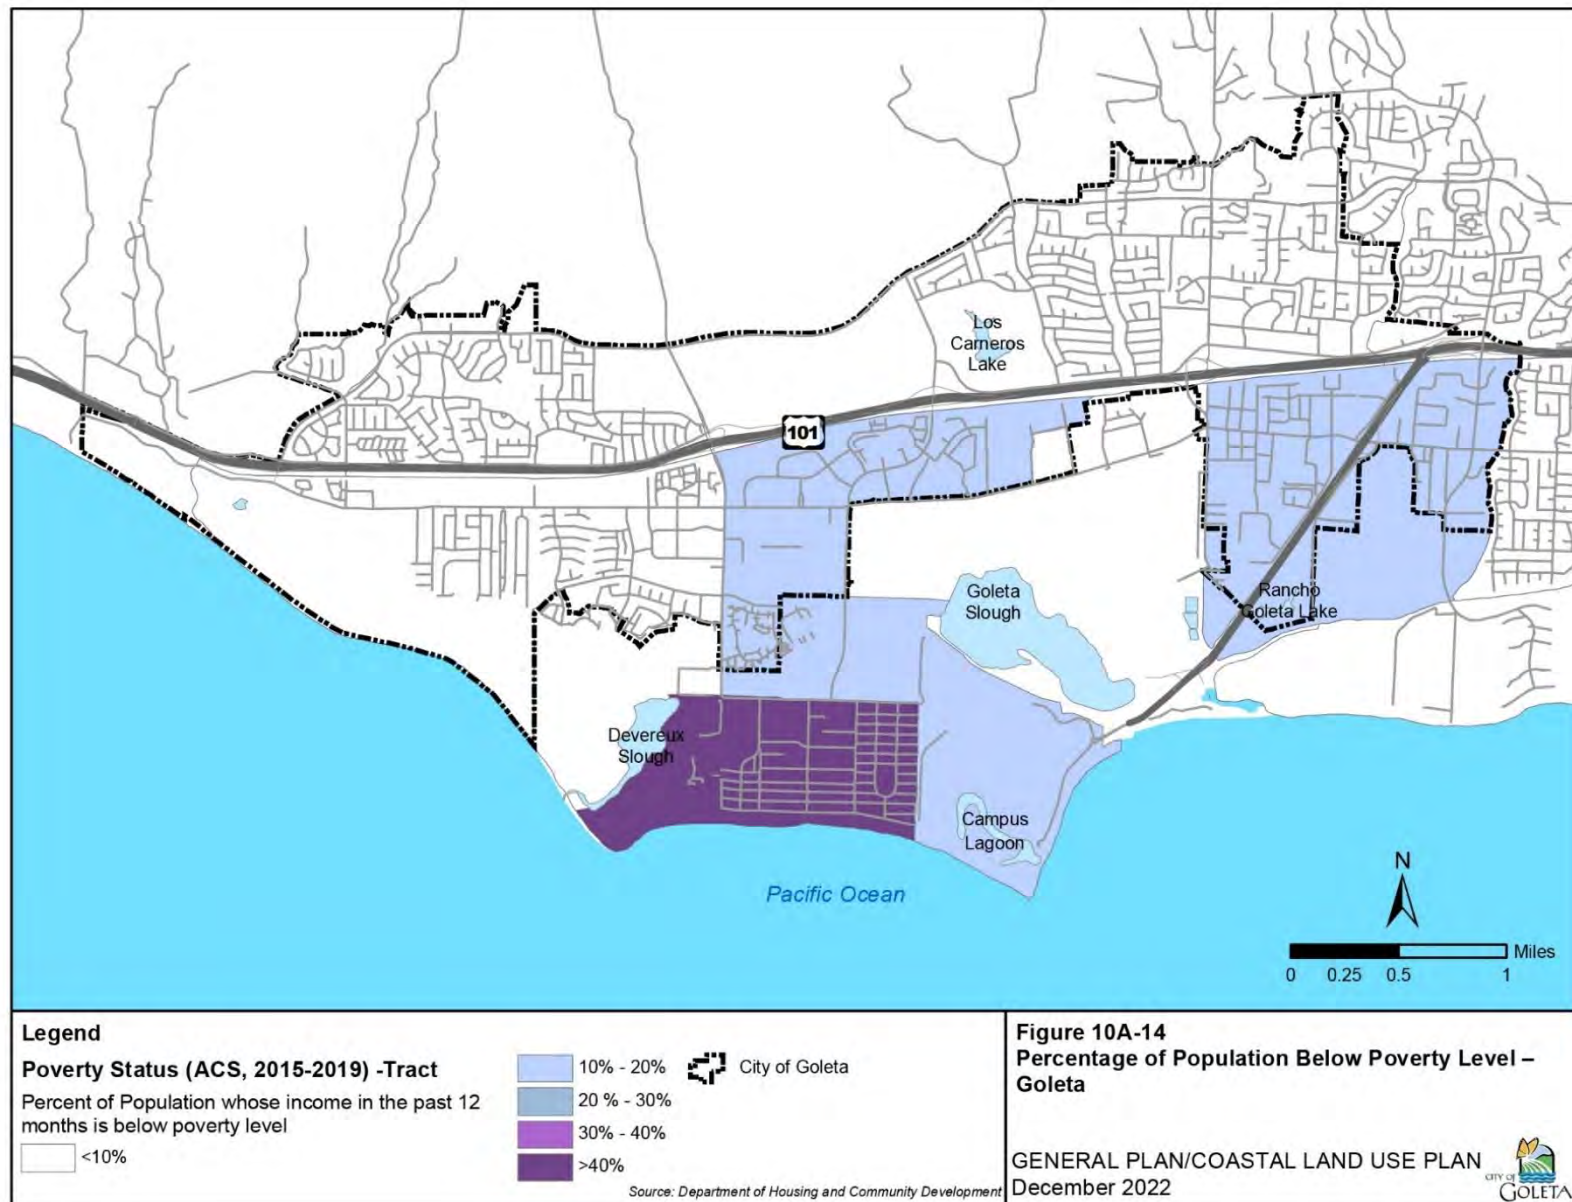 Los
Carneros
Lake
101
Goleta
Slough
Rancho
Goleta Lake
Devereux
Slough
Campus
Lagoon
Pacific Ocean
N
Miles
0 0.25 0.5 1
Legend
Poverty Status (ACS, 2015-2019) -Tract
Percent of Population whose income in the past 12
months is below poverty level
<10%
10% - 20%
20 % - 30%
30% - 40%
>40%
City of Goleta
Source: Department of Housing and Community Development
Figure 10A-14
Percentage of Population Below Poverty Level –
Goleta
GENERAL PLAN/COASTAL LAND USE PLAN
December 2022
CITY OF
GOLETA